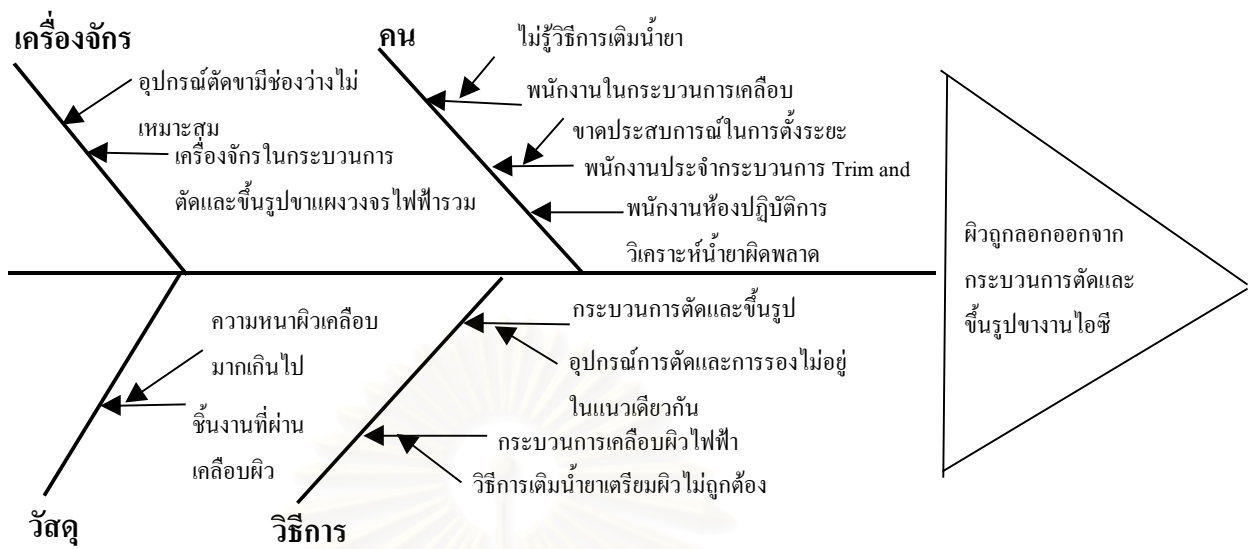 เครื่องจักร
อุปกรณ์ตัดขามีช่องว่างไม่
เหมาะสม
เครื่องจักรในกระบวนการ
ตัดและขึ้นรูปขาแผงวงจรไฟฟ้ารวม
คน
ไม่รู้วิธีการเติมน้ำยา
พนักงานในกระบวนการเคลือบ
ขาดประสบการณ์ในการตั้งระยะ
พนักงานประจำกระบวนการ Trim and
พนักงานห้องปฏิบัติการ
วิเคราะห์น้ำยาผิดพลาด
ผิวถูกลอกออกจาก
กระบวนการตัดและ
ขึ้นรูปขางานไอซี
ความหนาผิวเคลือบ
มากเกินไป
ชิ้นงานที่ผ่าน
เคลือบผิว
วัสดุ
กระบวนการตัดและขึ้นรูป
อุปกรณ์การตัดและการรองไม่อยู่
ในแนวเดียวกัน
กระบวนการเคลือบผิวไฟฟ้า
วิธีการเติมน้ำยาเตรียมผิวไม่ถูกต้อง
วิธีการ